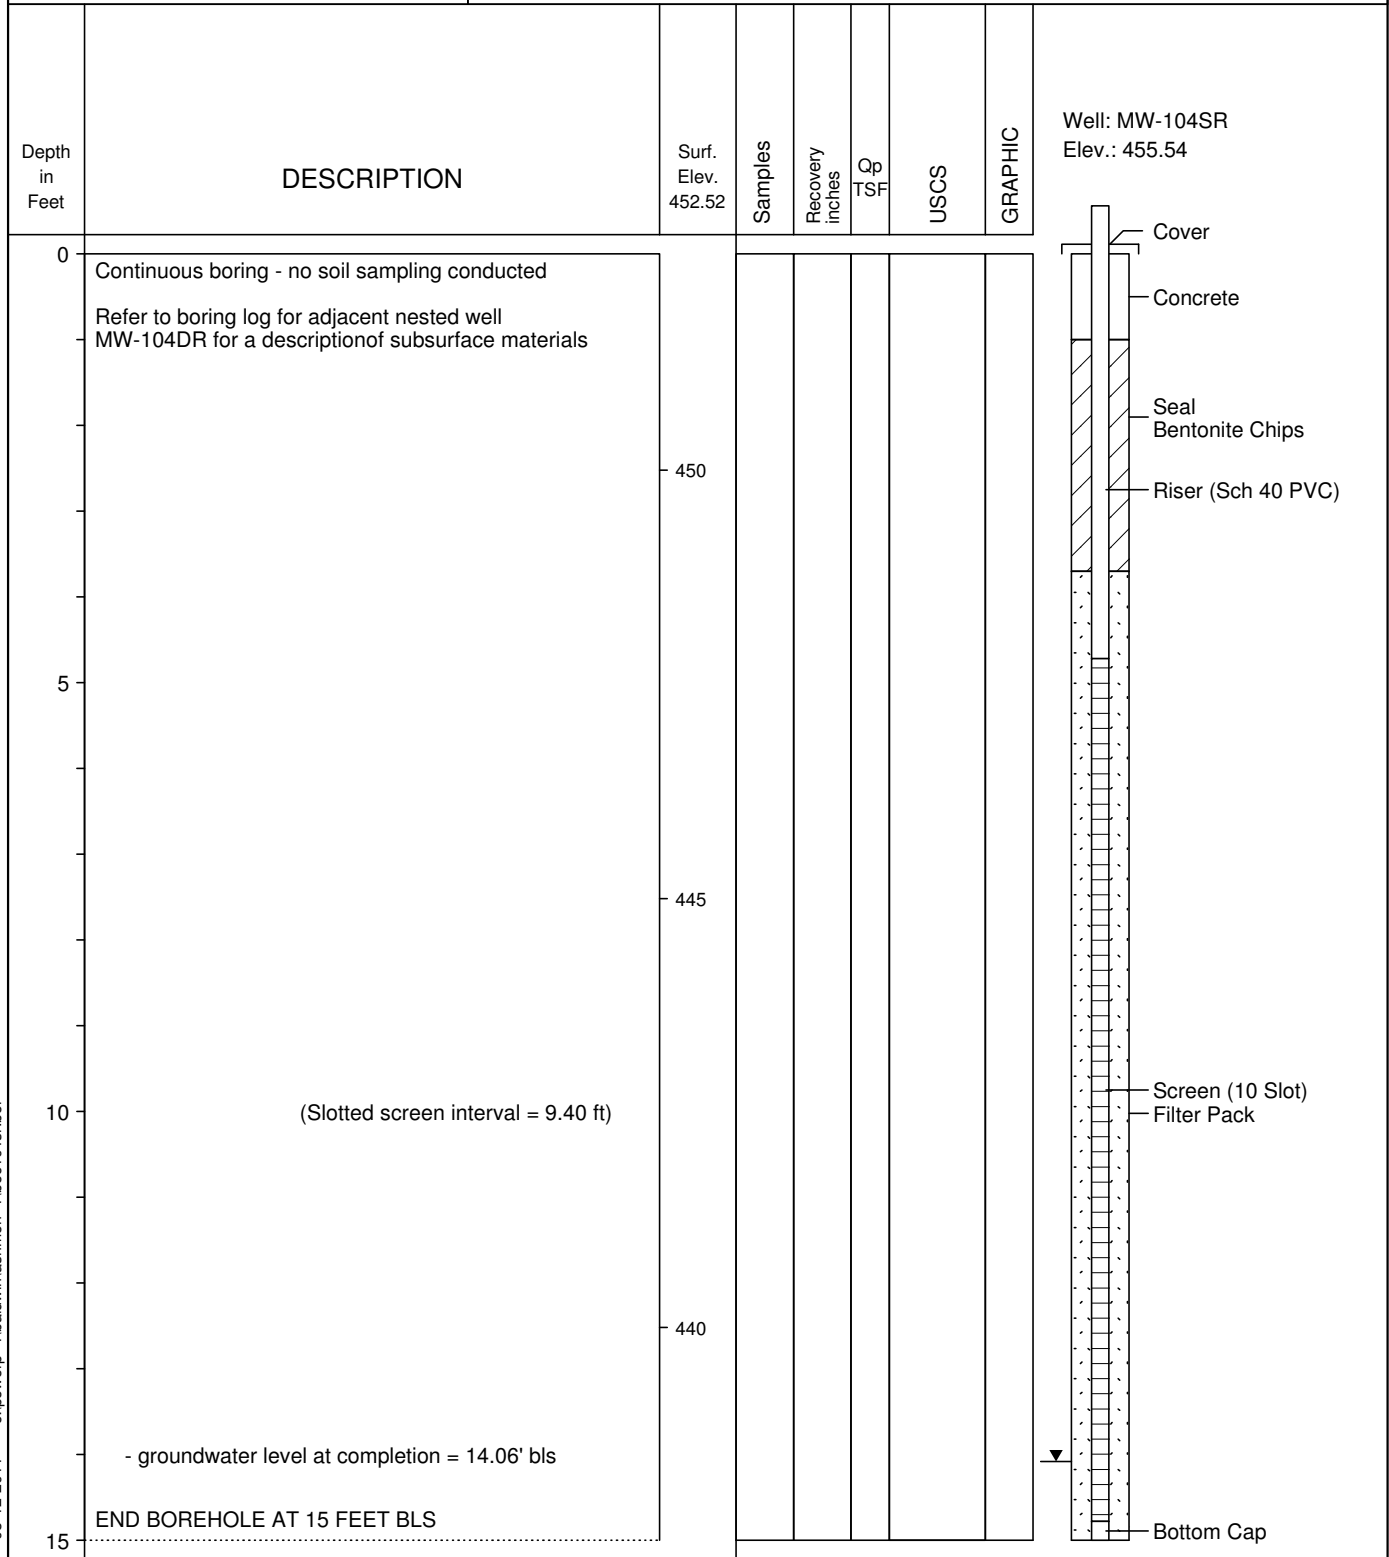 Well: MW-104SR
Elev.: 455.54
Depth
in
Feet
DESCRIPTION
Surf.
Elev.
452.52
Samples
Recovery
inches
Qp
TSF
USCS
GRAPHIC
Cover
0
Continuous boring - no soil sampling conducted
Concrete
Refer to boring log for adjacent nested well
MW-104DR for a descriptionof subsurface materials
Seal
Bentonite Chips
450
Riser (Sch 40 PVC)
5
445
Screen (10 Slot)
10
(Slotted screen interval = 9.40 ft)
Filter Pack
440
- groundwater level at completion = 14.06' bls
END BOREHOLE AT 15 FEET BLS
Bottom Cap
15